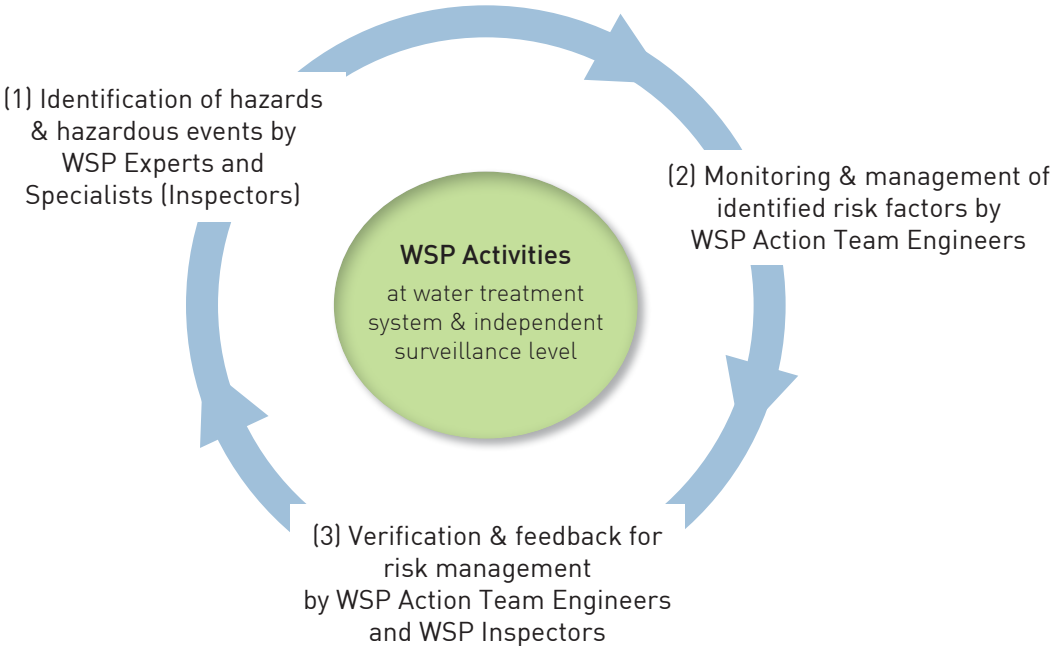 (1) Identification of hazards
& hazardous events by
WSP Experts and
Specialists (Inspectors)
(2) Monitoring & management of
identified risk factors by
WSP Action Team Engineers
WSP Activities
at water treatment
system & independent
surveillance level
(3) Verification & feedback for
risk management
by WSP Action Team Engineers
and WSP Inspectors